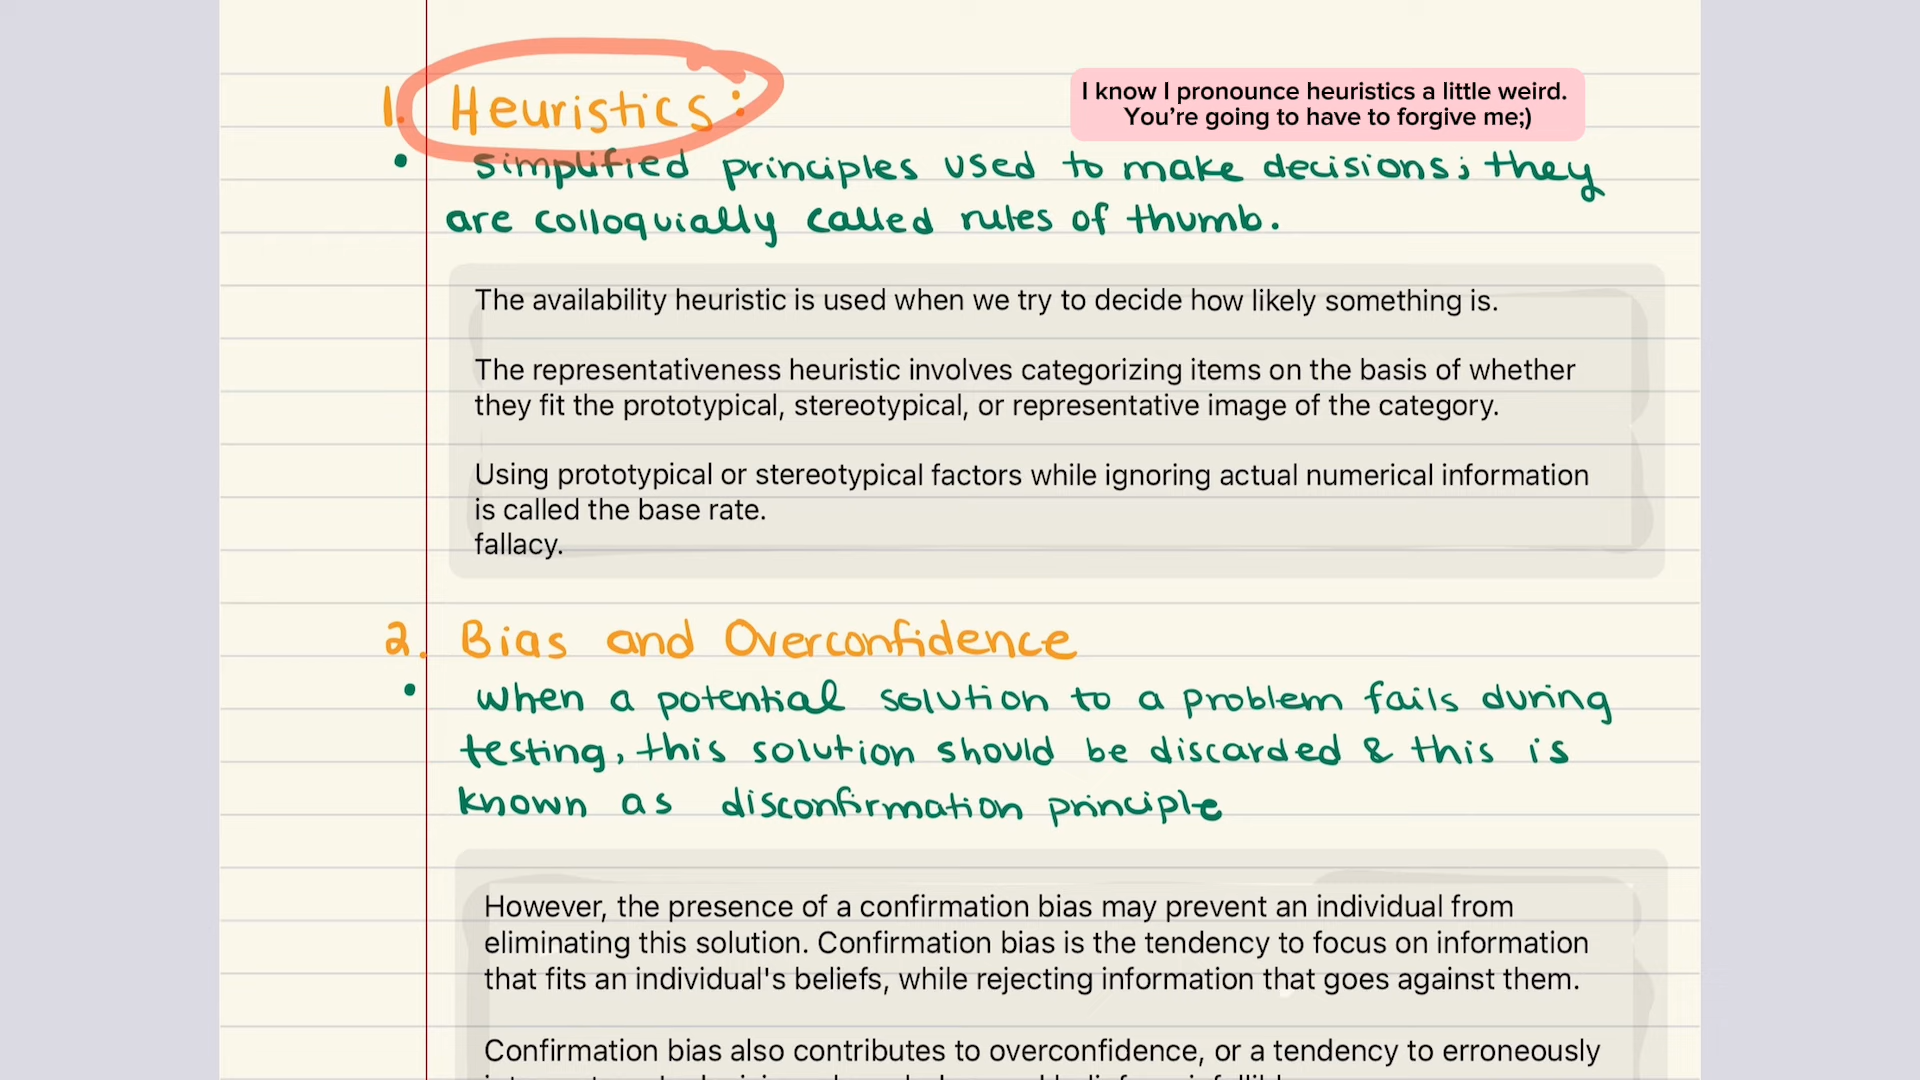 1. Heuristics:
I know I pronounce heuristics a little weird.
You’re going to have to forgive me;)
• simplified principles used to make decisions; they
are colloquially called rules of thumb.
The availability heuristic is used when we try to decide how likely something is.
The representativeness heuristic involves categorizing items on the basis of whether
they fit the prototypical, stereotypical, or representative image of the category.
Using prototypical or stereotypical factors while ignoring actual numerical information
is called the base rate.
fallacy.
2. Bias and Overconfidence
• when a potential solution to a problem fails during
testing, this solution should be discarded & this is
known as disconfirmation principle
However, the presence of a confirmation bias may prevent an individual from
eliminating this solution. Confirmation bias is the tendency to focus on information
that fits an individual's beliefs, while rejecting information that goes against them.
Confirmation bias also contributes to overconfidence, or a tendency to erroneously